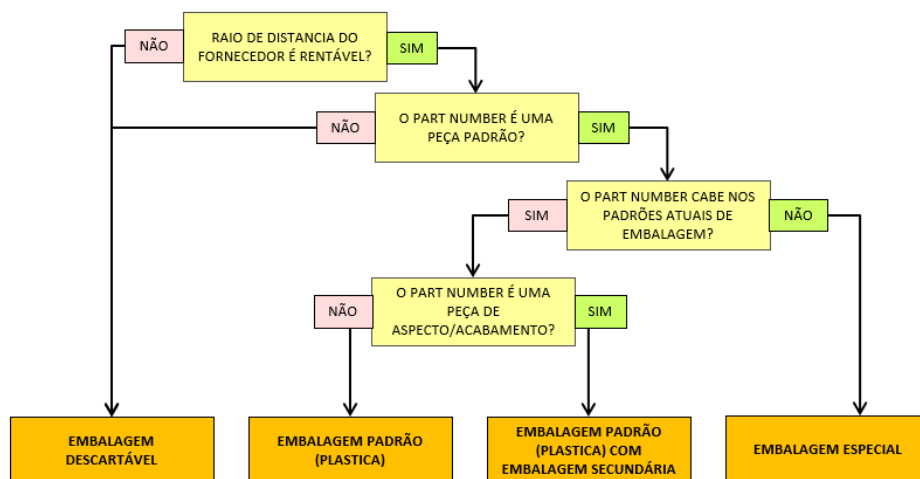 NÃO
RAIO DE DISTANCIA DO
FORNECEDOR É RENTÁVEL?
SIM
NÃO
O PART NUMBER É UMA
PEÇA PADRÃO?
SIM
SIM
O PART NUMBER CABE NOS
PADRÕES ATUAIS DE
EMBALAGEM?
NÃO
NÃO
O PART NUMBER É UMA
PEÇA DE
ASPECTO/ACABAMENTO?
SIM
EMBALAGEM
DESCARTÁVEL
EMBALAGEM PADRÃO
(PLASTICA)
EMBALAGEM PADRÃO
(PLASTICA) COM
EMBALAGEM SECUNDÁRIA
EMBALAGEM ESPECIAL